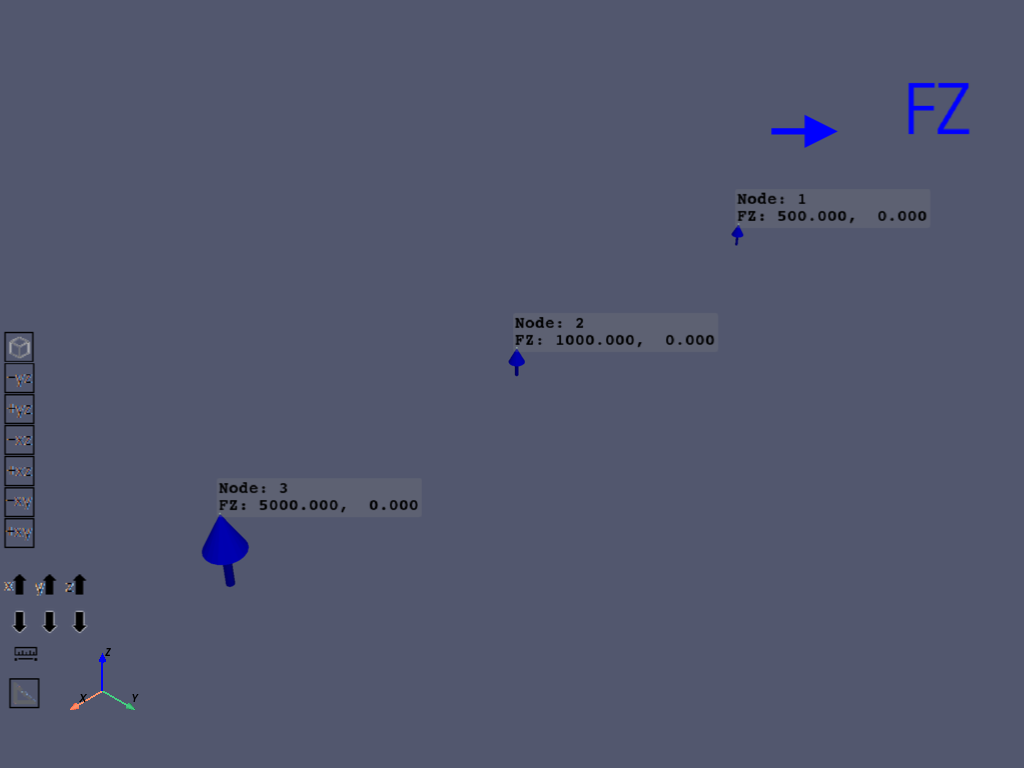 FZ
Node: 1
FZ: 500.000,  0.000
Node: 2
FZ: 1000.000,  0.000
Node: 3
FZ: 5000.000,  0.000
-yz
+yz
-xz
+xz
-xy
+xy
x y z
Z
X Y